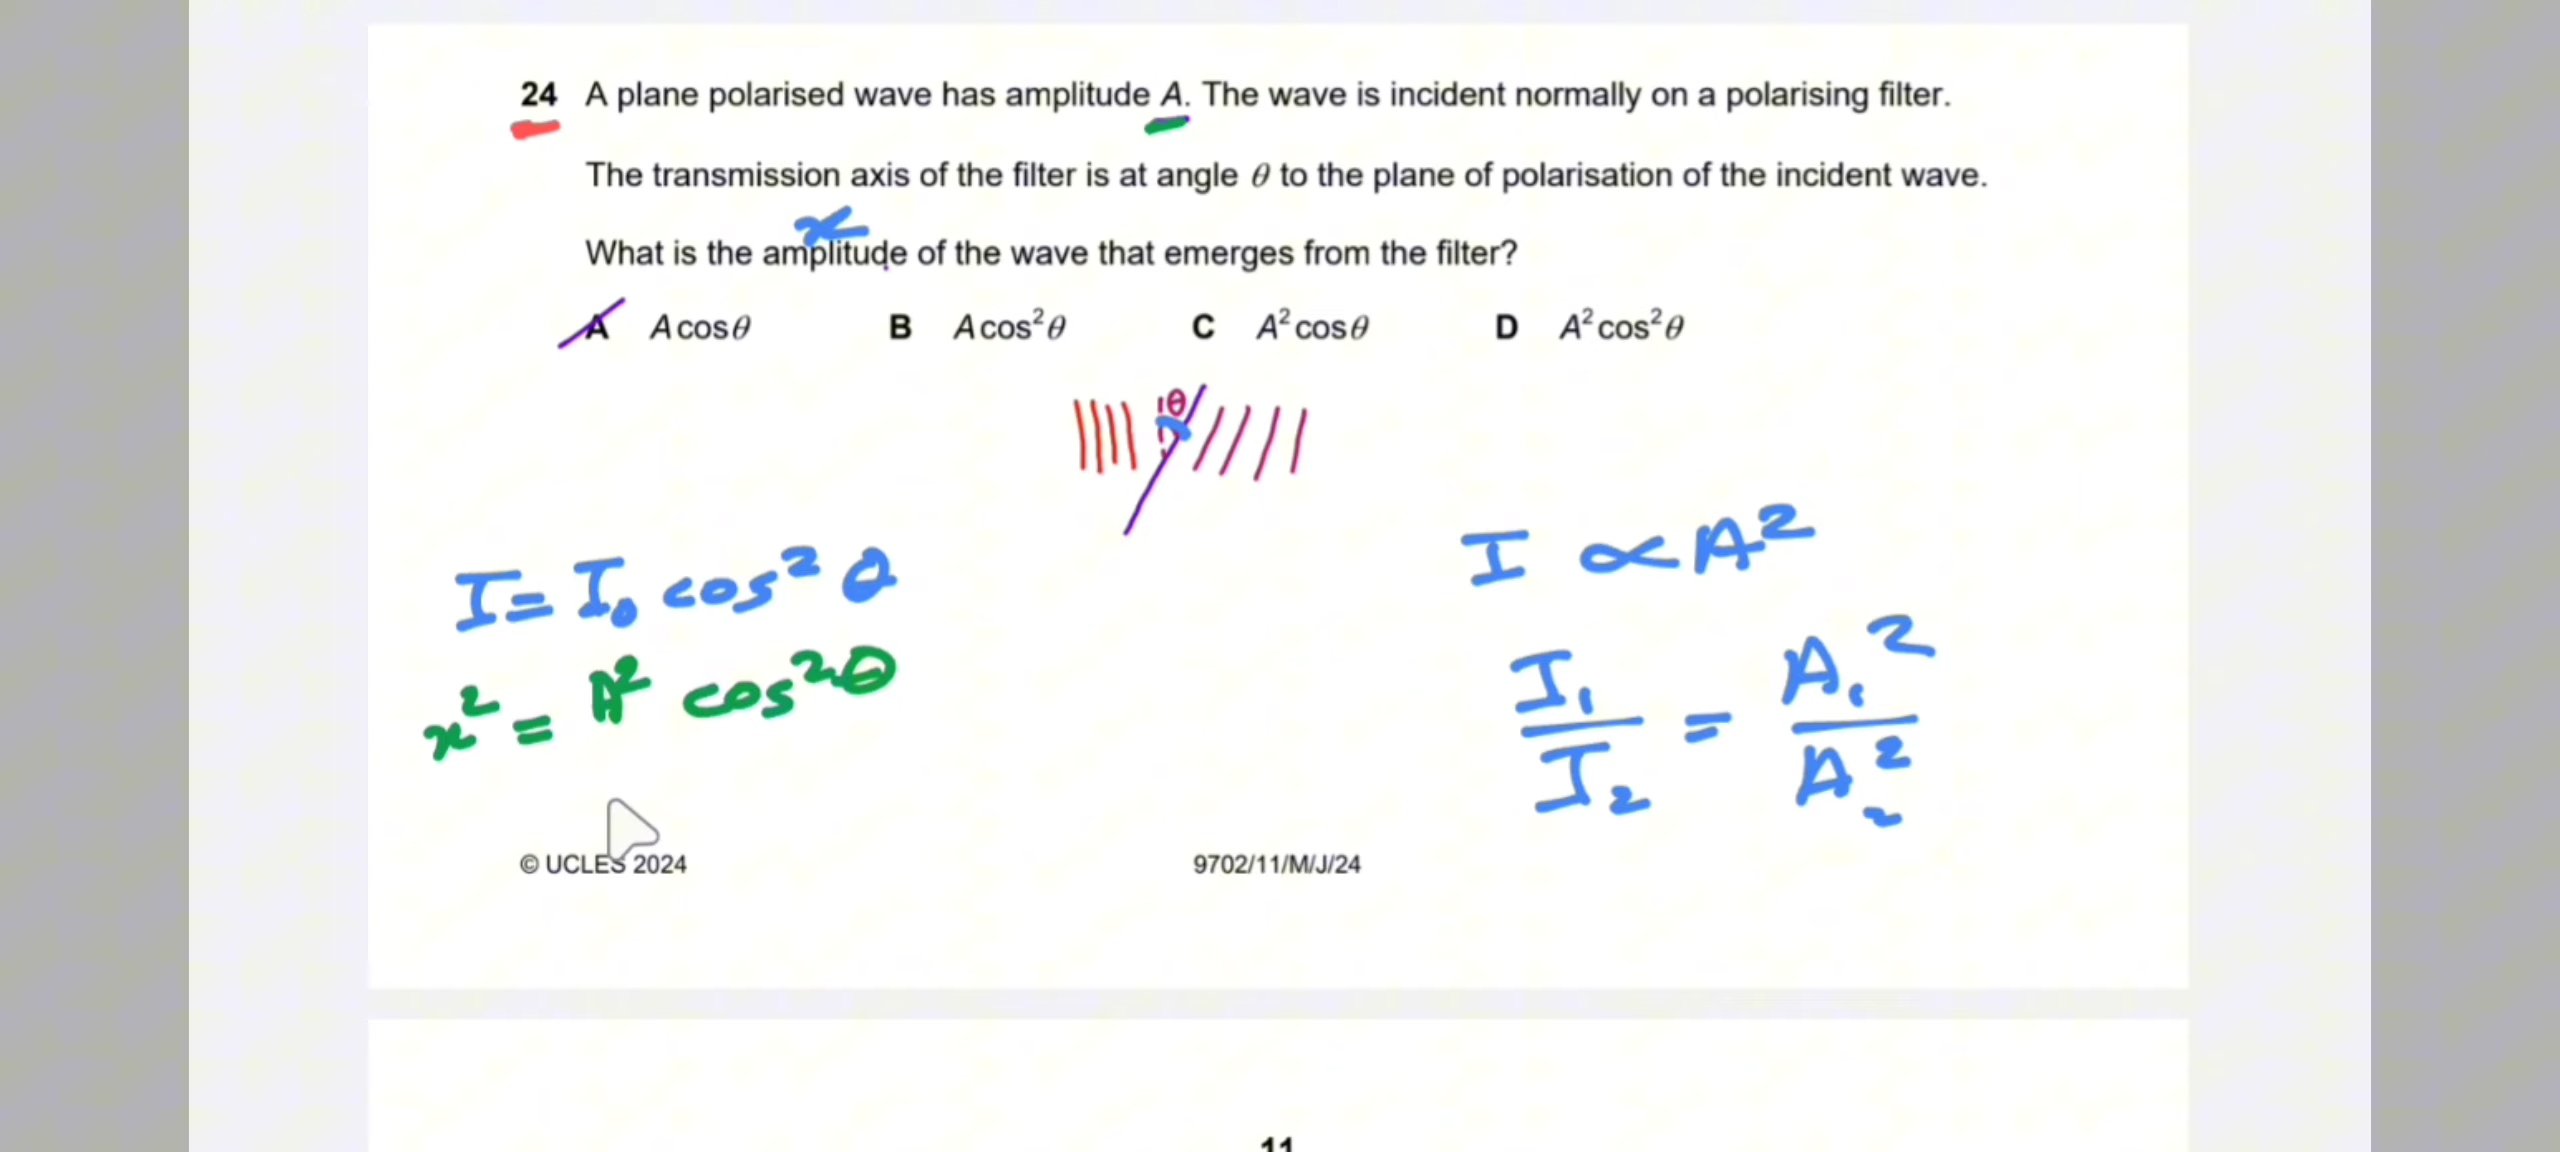 24 A plane polarised wave has amplitude A. The wave is incident normally on a polarising filter.
The transmission axis of the filter is at angle θ to the plane of polarisation of the incident wave.
x
What is the amplitude of the wave that emerges from the filter?
A A cosθ B A cos²θ C A² cosθ D A² cos²θ
θ
I ∝ A²
I = I₀ cos² θ
x² = A² cos²θ
I₁/I₂ = A₁²/A₂²
© UCLES 2024 9702/11/M/J/24
11